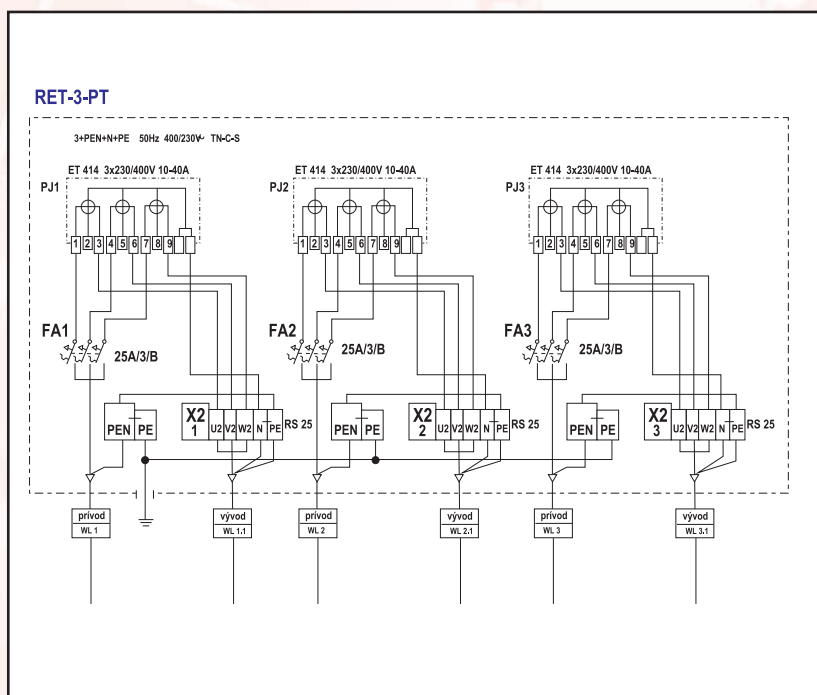 RET-3-PT
3+PEN+N+PE 50Hz 400/230V~ TN-C-S
ET 414 3x230/400V 10-40A ET 414 3x230/400V 10-40A ET 414 3x230/400V 10-40A
PJ1 PJ2 PJ3
1 2 3 4 5 6 7 8 9 1 2 3 4 5 6 7 8 9 1 2 3 4 5 6 7 8 9
FA1 FA2 FA3
25A/3/B 25A/3/B 25A/3/B
PEN PE X2 1 U2 V2 W2 N PE RS 25 PEN PE X2 2 U2 V2 W2 N PE RS 25 PEN PE X2 3 U2 V2 W2 N PE RS 25
prívod vývod prívod vývod prívod vývod
WL 1 WL 1.1 WL 2 WL 2.1 WL 3 WL 3.1